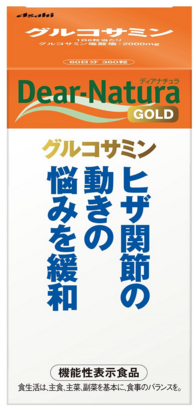 Asahi
グルコサミン
1日6粒当たり
グルコサミン塩酸塩:2000mg
60日分 360粒
ディアナチュラ
Dear-Natura
GOLD
グルコサミン
ヒザ関節の
動きの
悩みを緩和
機能性表示食品
食生活は、主食、主菜、副菜を基本に、食事のバランスを。